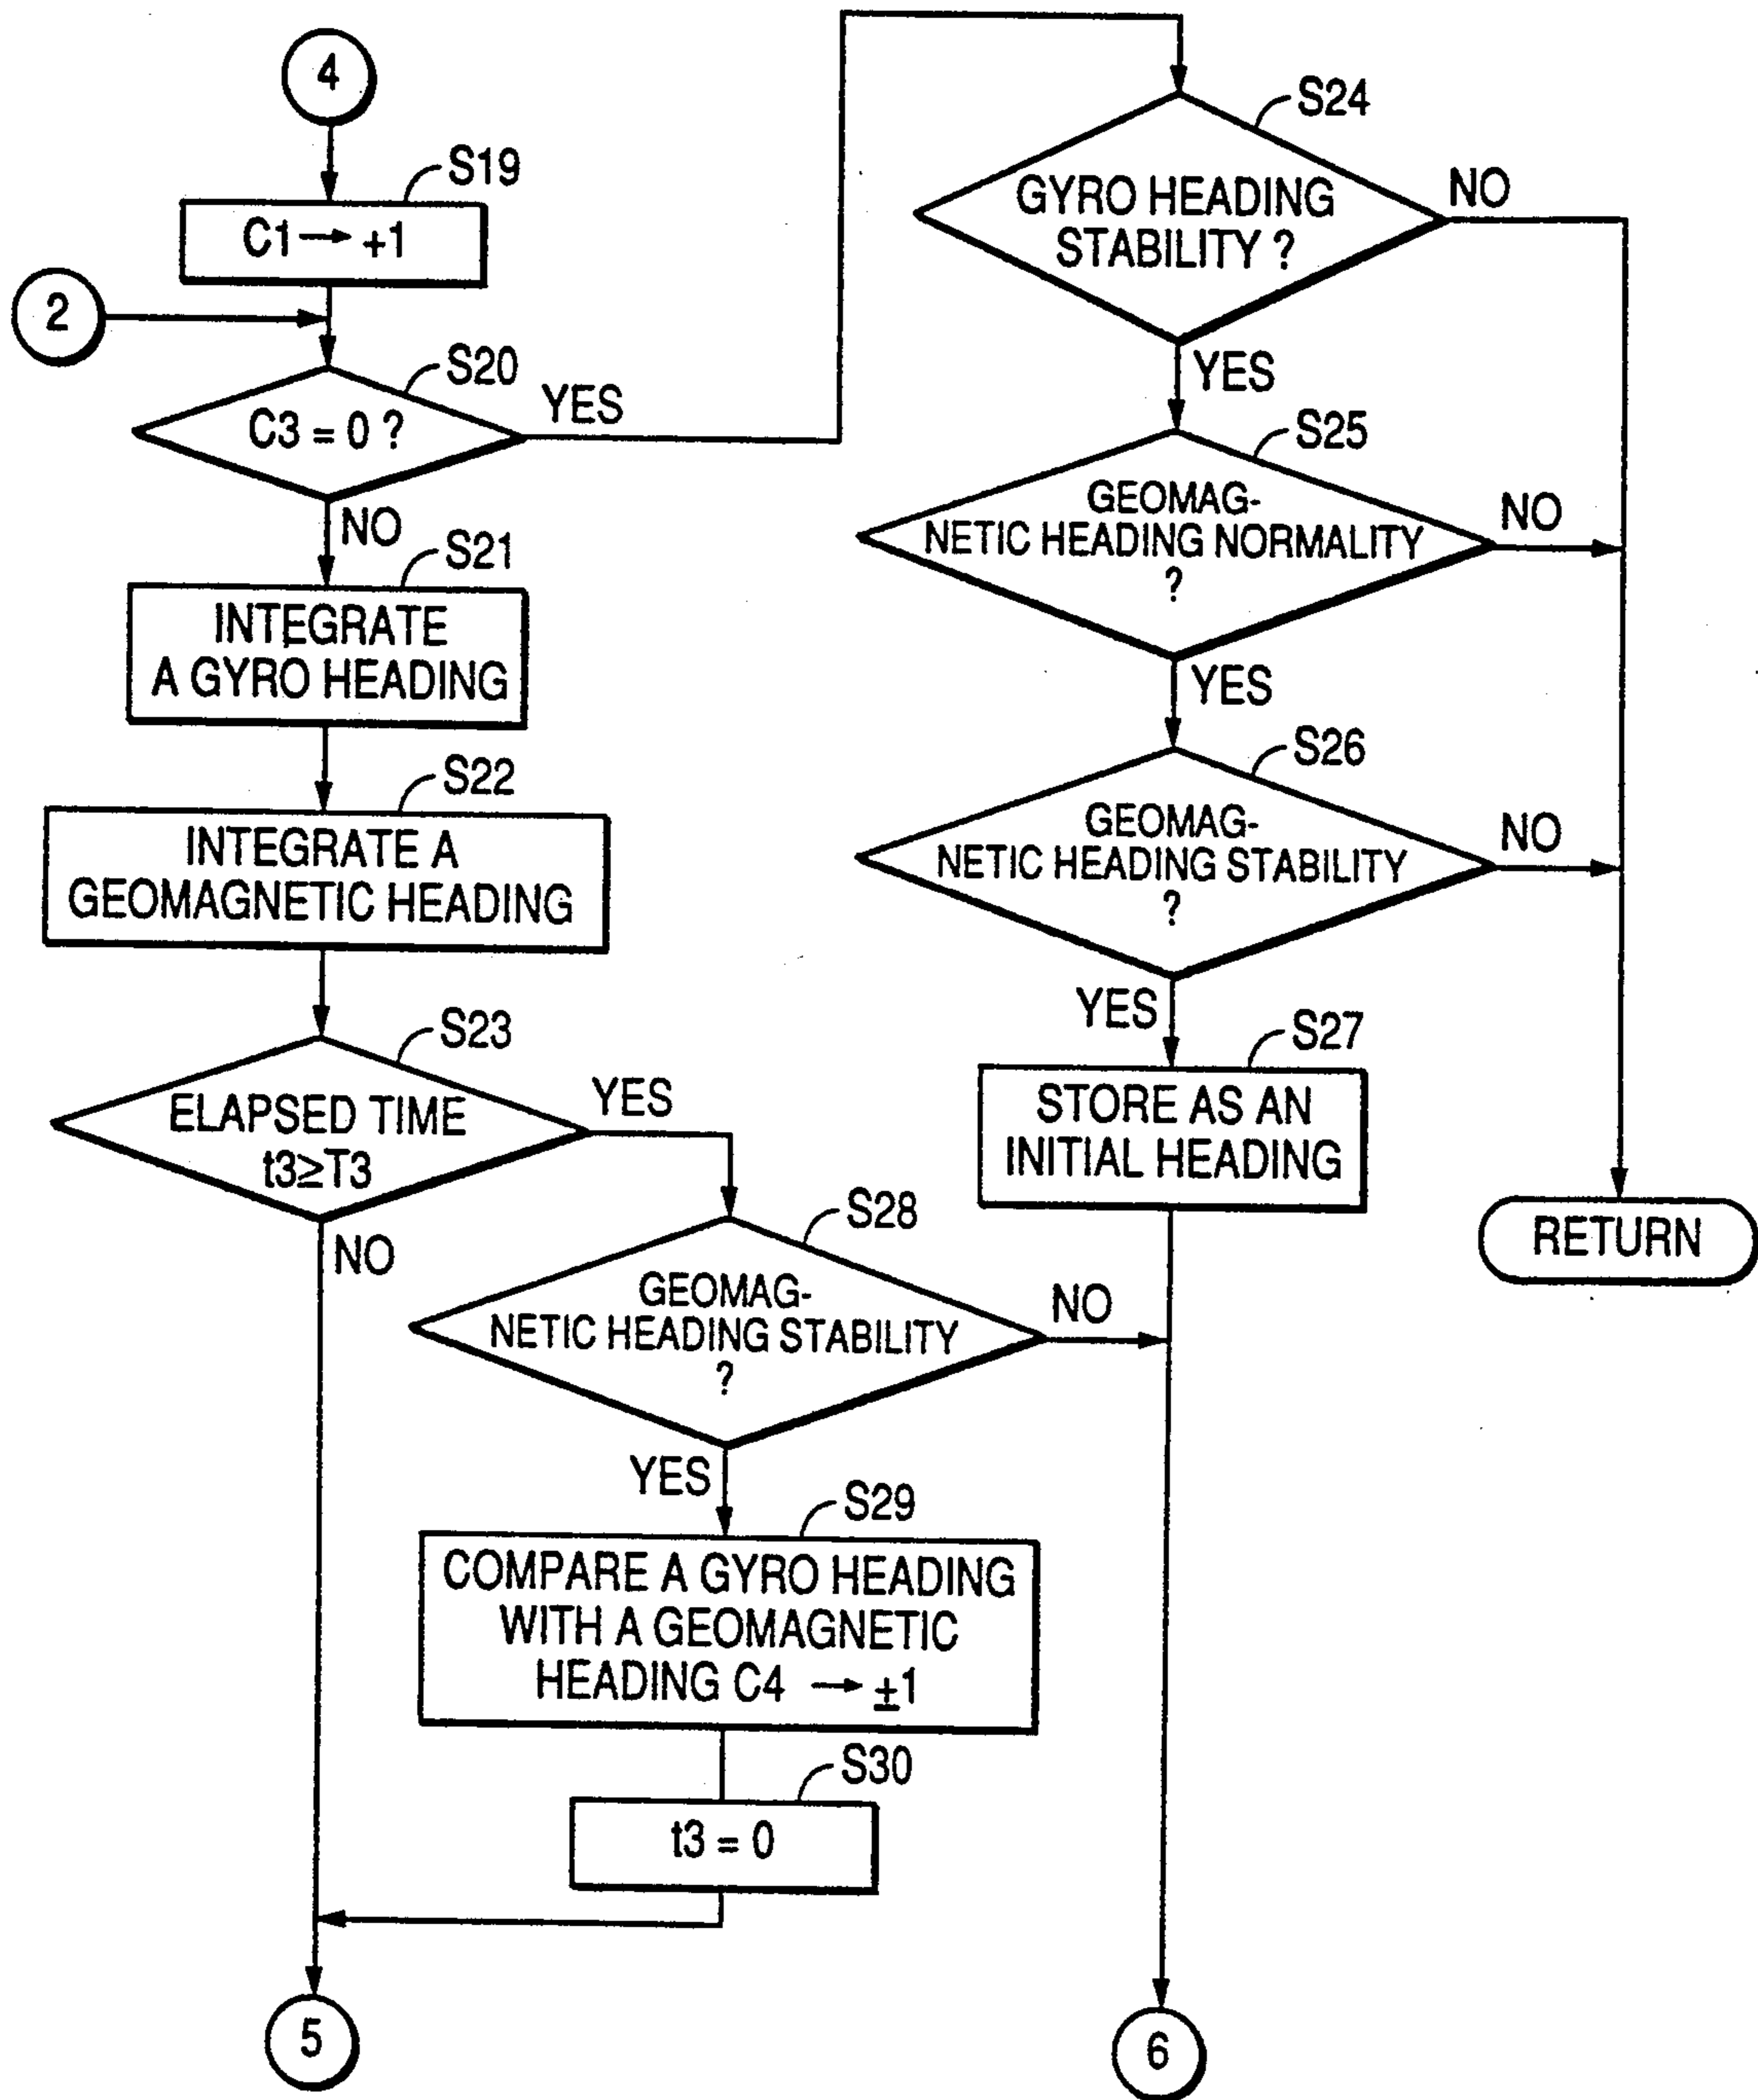 4
S19
C1 → +1
2
S20
C3 = 0 ?
YES
NO
S21
INTEGRATE
A GYRO HEADING
S22
INTEGRATE A
GEOMAGNETIC HEADING
S23
ELAPSED TIME
t3≥T3
YES
NO
S24
GYRO HEADING
STABILITY ?
NO
YES
S25
GEOMAG-
NETIC HEADING NORMALITY
?
NO
YES
S26
GEOMAG-
NETIC HEADING STABILITY
?
NO
YES
S27
STORE AS AN
INITIAL HEADING
RETURN
S28
GEOMAG-
NETIC HEADING STABILITY
?
NO
YES
S29
COMPARE A GYRO HEADING
WITH A GEOMAGNETIC
HEADING C4 → ±1
S30
t3 = 0
5
6